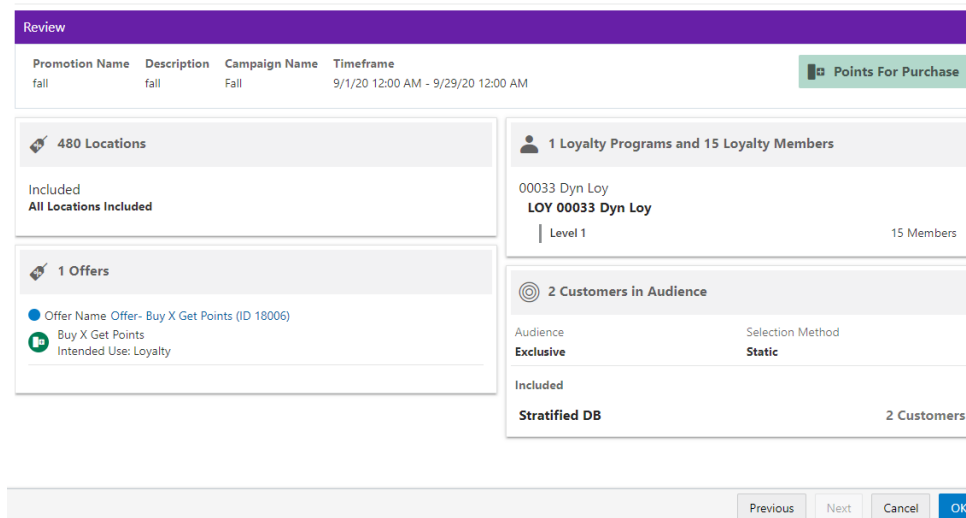 Review
Promotion Name Description Campaign Name Timeframe
fall fall Fall 9/1/20 12:00 AM - 9/29/20 12:00 AM
Points For Purchase
480 Locations
Included
All Locations Included
1 Offers
Offer Name Offer- Buy X Get Points (ID 18006)
Buy X Get Points
Intended Use: Loyalty
1 Loyalty Programs and 15 Loyalty Members
00033 Dyn Loy
LOY 00033 Dyn Loy
Level 1 15 Members
2 Customers in Audience
Audience Selection Method
Exclusive Static
Included
Stratified DB 2 Customers
Previous Next Cancel OK